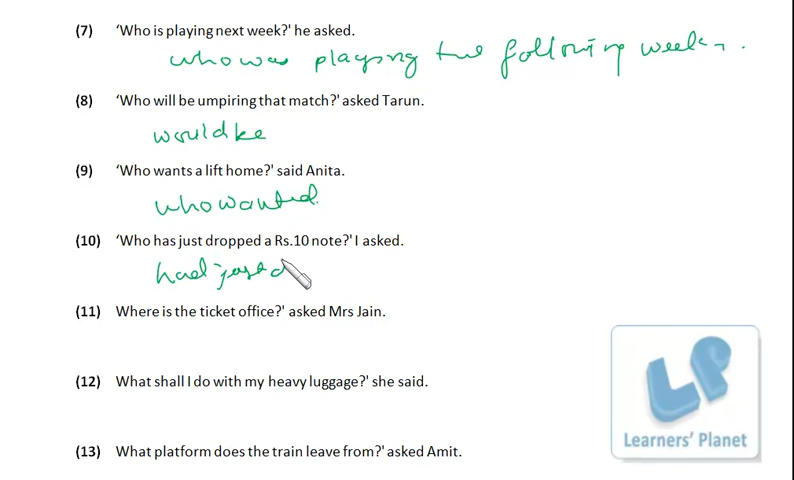 (7) ‘Who is playing next week?' he asked.
who was playing the following week.
(8) ‘Who will be umpiring that match?' asked Tarun.
would be
(9) ‘Who wants a lift home?' said Anita.
who wanted
(10) ‘Who has just dropped a Rs.10 note?' I asked.
had just d
(11) Where is the ticket office?' asked Mrs Jain.
(12) What shall I do with my heavy luggage?' she said.
(13) What platform does the train leave from?' asked Amit.
LP
Learners’ Planet